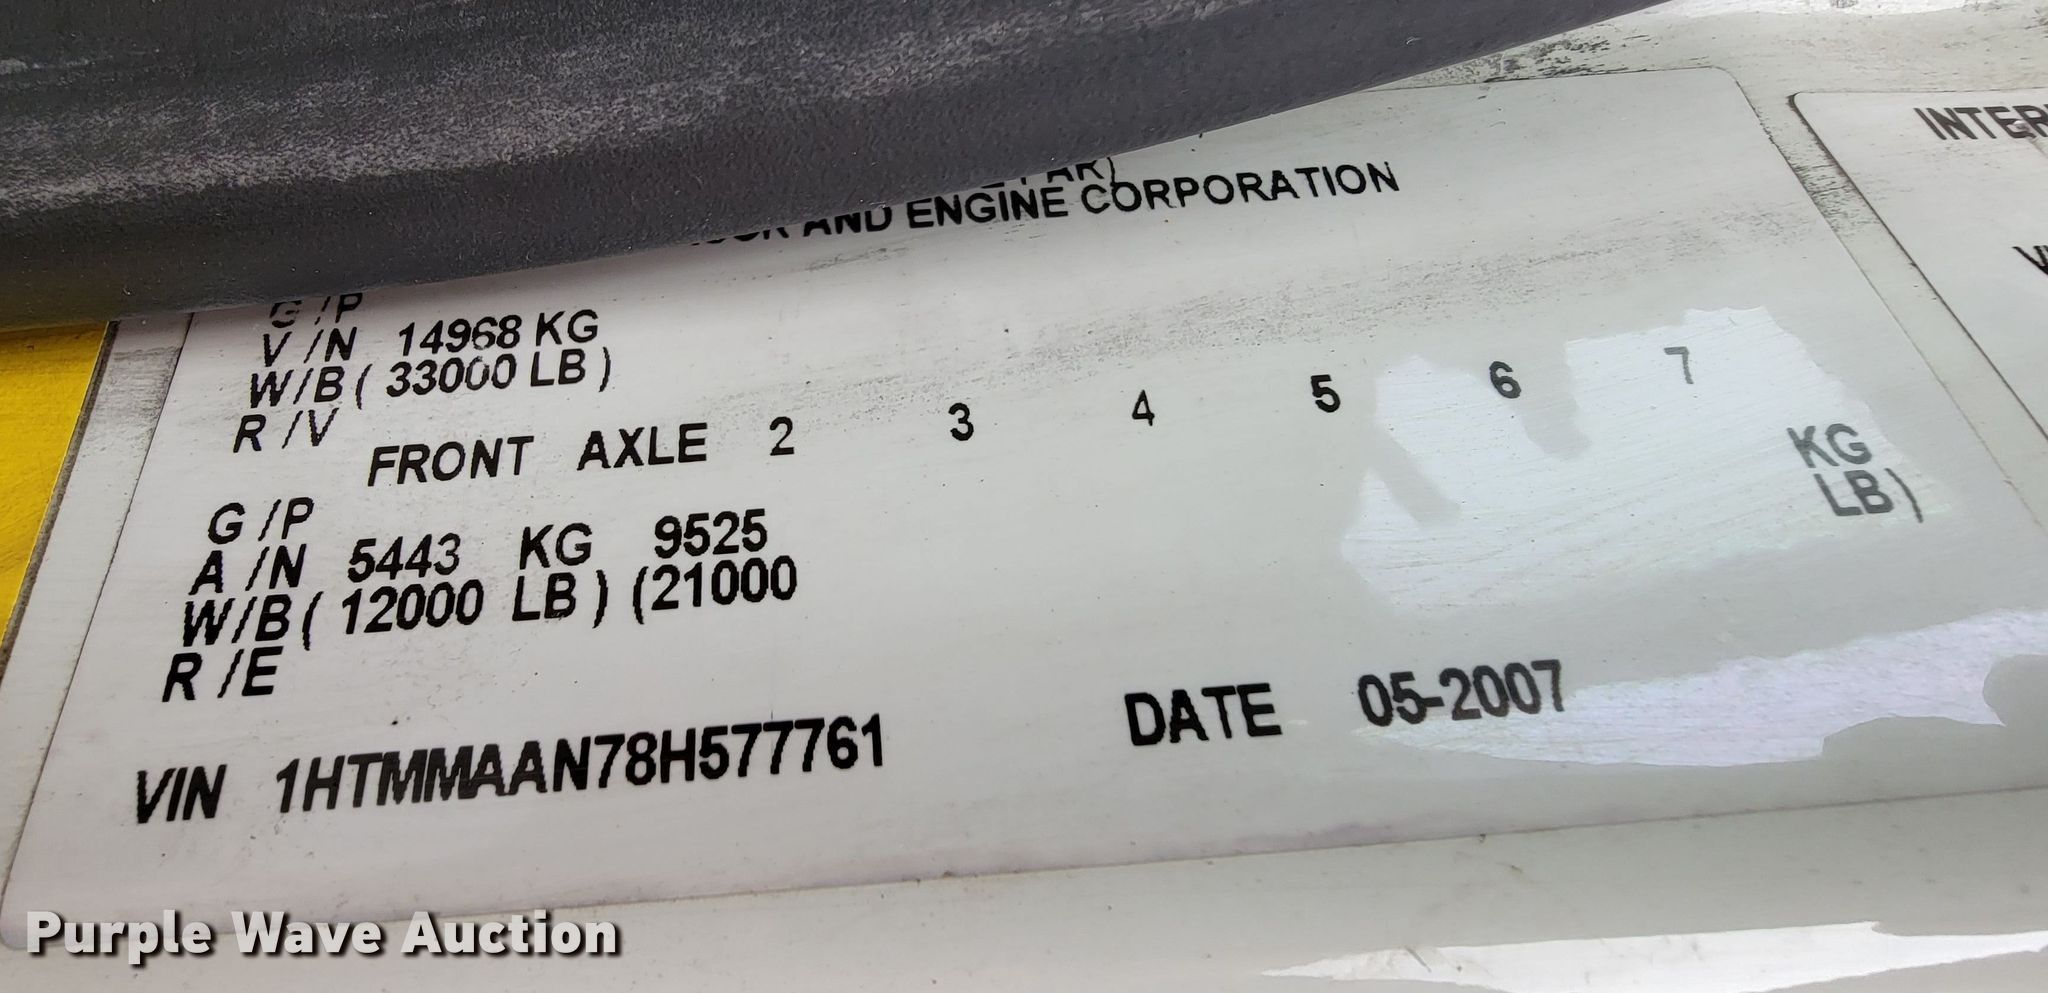 AND ENGINE CORPORATION
G /P
V /N 14968 KG
W/B ( 33000 LB )
R /V
FRONT AXLE 2 3 4 5 6 7
G /P
A /N 5443 KG 9525 KG
W/B ( 12000 LB ) (21000 LB )
R /E
VIN 1HTMMAAN78H577761 DATE 05-2007
Purple Wave Auction